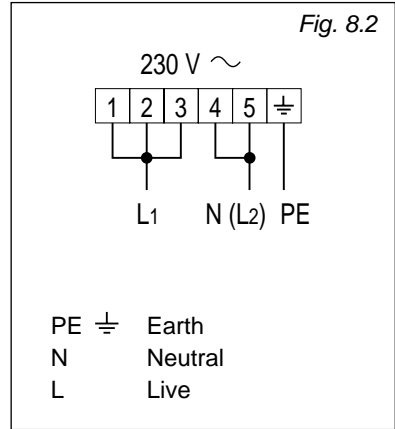 Fig. 8.2
230 V ~
1 2 3 4 5 ⏚
L1 N (L2) PE
PE ⏚ Earth
N Neutral
L Live